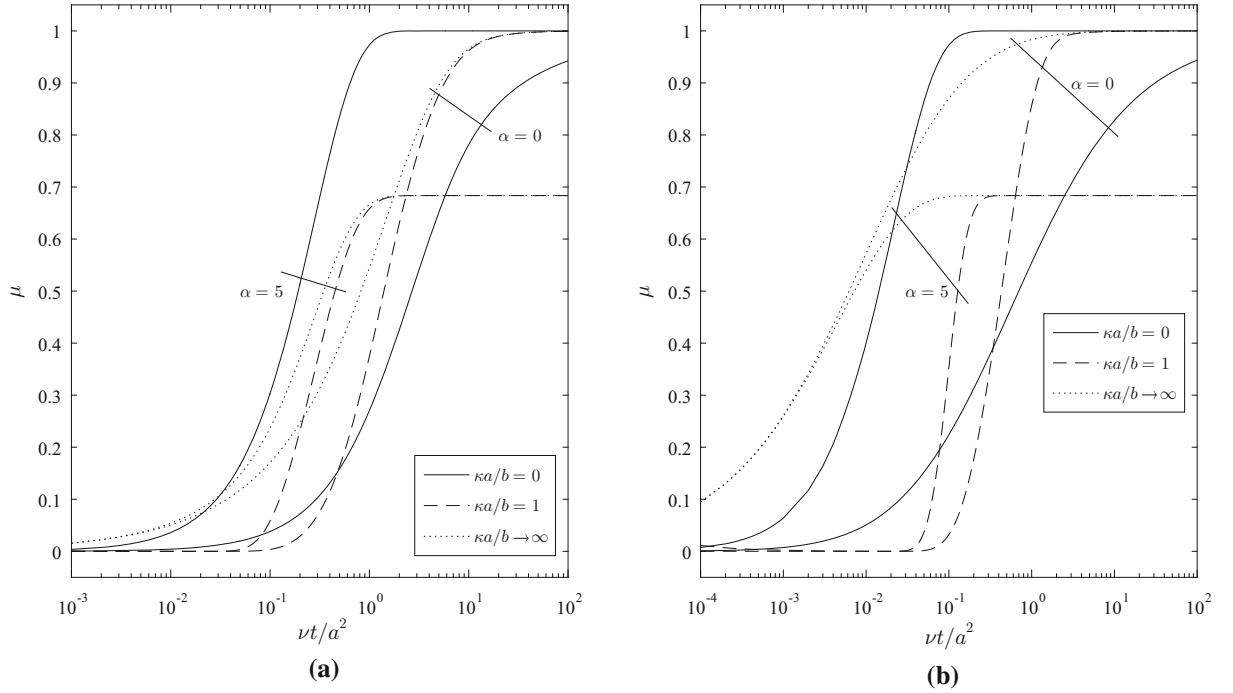 1
0.9
0.8
0.7
0.6
0.5
0.4
0.3
0.2
0.1
0
μ
α = 0
α = 5
κa/b = 0
κa/b = 1
κa/b → ∞
10^-3
10^-2
10^-1
10^0
10^1
10^2
νt/a^2
(a)
1
0.9
0.8
0.7
0.6
0.5
0.4
0.3
0.2
0.1
0
μ
α = 0
α = 5
κa/b = 0
κa/b = 1
κa/b → ∞
10^-4
10^-3
10^-2
10^-1
10^0
10^1
10^2
νt/a^2
(b)